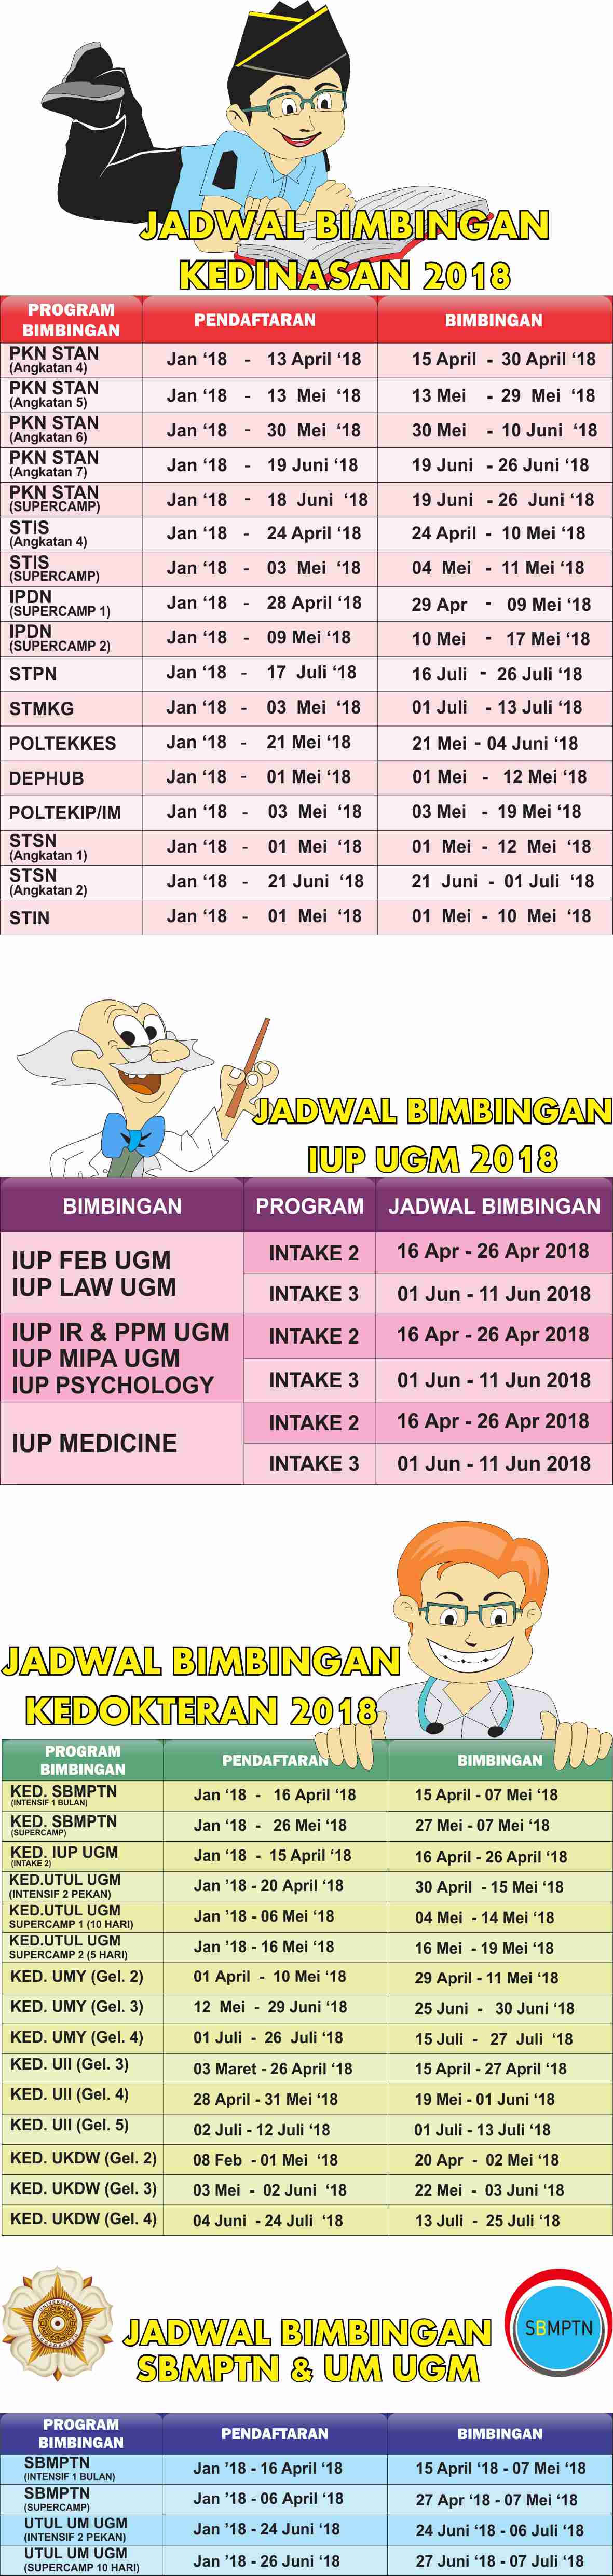 JADWAL BIMBINGAN
KEDINASAN 2018
PROGRAM
BIMBINGAN
PENDAFTARAN
BIMBINGAN
PKN STAN
(Angkatan 4)
Jan ‘18 - 13 April ‘18
15 April - 30 April ‘18
PKN STAN
(Angkatan 5)
Jan ‘18 - 13 Mei ‘18
13 Mei - 29 Mei ‘18
PKN STAN
(Angkatan 6)
Jan ‘18 - 30 Mei ‘18
30 Mei - 10 Juni ‘18
PKN STAN
(Angkatan 7)
Jan ‘18 - 19 Juni ‘18
19 Juni - 26 Juni ‘18
PKN STAN
(SUPERCAMP)
Jan ‘18 - 18 Juni ‘18
19 Juni - 26 Juni ‘18
STIS
(Angkatan 4)
Jan ‘18 - 24 April ‘18
24 April - 10 Mei ‘18
STIS
(SUPERCAMP)
Jan ‘18 - 03 Mei ‘18
04 Mei - 11 Mei ‘18
IPDN
(SUPERCAMP 1)
Jan ‘18 - 28 April ‘18
29 Apr - 09 Mei ‘18
IPDN
(SUPERCAMP 2)
Jan ‘18 - 09 Mei ‘18
10 Mei - 17 Mei ‘18
STPN
Jan ‘18 - 17 Juli ‘18
16 Juli - 26 Juli ‘18
STMKG
Jan ‘18 - 03 Mei ‘18
01 Juli - 13 Juli ‘18
POLTEKKES
Jan ‘18 - 21 Mei ‘18
21 Mei - 04 Juni ‘18
DEPHUB
Jan ‘18 - 01 Mei ‘18
01 Mei - 12 Mei ‘18
POLTEKIP/IM
Jan ‘18 - 03 Mei ‘18
03 Mei - 19 Mei ‘18
STSN
(Angkatan 1)
Jan ‘18 - 01 Mei ‘18
01 Mei - 12 Mei ‘18
STSN
(Angkatan 2)
Jan ‘18 - 21 Juni ‘18
21 Juni - 01 Juli ‘18
STIN
Jan ‘18 - 01 Mei ‘18
01 Mei - 10 Mei ‘18
JADWAL BIMBINGAN
IUP UGM 2018
BIMBINGAN
PROGRAM
JADWAL BIMBINGAN
IUP FEB UGM
IUP LAW UGM
INTAKE 2
16 Apr - 26 Apr 2018
INTAKE 3
01 Jun - 11 Jun 2018
IUP IR & PPM UGM
IUP MIPA UGM
IUP PSYCHOLOGY
INTAKE 2
16 Apr - 26 Apr 2018
INTAKE 3
01 Jun - 11 Jun 2018
IUP MEDICINE
INTAKE 2
16 Apr - 26 Apr 2018
INTAKE 3
01 Jun - 11 Jun 2018
JADWAL BIMBINGAN
KEDOKTERAN 2018
PROGRAM
BIMBINGAN
PENDAFTARAN
BIMBINGAN
KED. SBMPTN
(INTENSIF 1 BULAN)
Jan ‘18 - 16 April ‘18
15 April - 07 Mei ‘18
KED. SBMPTN
(SUPERCAMP)
Jan ‘18 - 26 Mei ‘18
27 Mei - 07 Mei ‘18
KED. IUP UGM
(INTAKE 2)
Jan ‘18 - 15 April ‘18
16 April - 26 April ‘18
KED.UTUL UGM
(INTENSIF 2 PEKAN)
Jan ‘18 - 20 April ‘18
30 April - 15 Mei ‘18
KED.UTUL UGM
SUPERCAMP 1 (10 HARI)
Jan ‘18 - 06 Mei ‘18
04 Mei - 14 Mei ‘18
KED.UTUL UGM
SUPERCAMP 2 (5 HARI)
Jan ‘18 - 16 Mei ‘18
16 Mei - 19 Mei ‘18
KED. UMY (Gel. 2)
01 April - 10 Mei ‘18
29 April - 11 Mei ‘18
KED. UMY (Gel. 3)
12 Mei - 29 Juni ‘18
25 Juni - 30 Juni ‘18
KED. UMY (Gel. 4)
01 Juli - 26 Juli ‘18
15 Juli - 27 Juli ‘18
KED. UII (Gel. 3)
03 Maret - 26 April ‘18
15 April - 27 April ‘18
KED. UII (Gel. 4)
28 April - 31 Mei ‘18
19 Mei - 01 Juni ‘18
KED. UII (Gel. 5)
02 Juli - 12 Juli ‘18
01 Juli - 13 Juli ‘18
KED. UKDW (Gel. 2)
08 Feb - 01 Mei ‘18
20 Apr - 02 Mei ‘18
KED. UKDW (Gel. 3)
03 Mei - 02 Juni ‘18
22 Mei - 03 Juni ‘18
KED. UKDW (Gel. 4)
04 Juni - 24 Juli ‘18
13 Juli - 25 Juli ‘18
SBMPTN
JADWAL BIMBINGAN
SBMPTN & UM UGM
PROGRAM
BIMBINGAN
PENDAFTARAN
BIMBINGAN
SBMPTN
(INTENSIF 1 BULAN)
Jan ’18 - 16 April ‘18
15 April ‘18 - 07 Mei ‘18
SBMPTN
(SUPERCAMP)
Jan ’18 - 06 April ‘18
27 Apr ‘18 - 07 Mei ‘18
UTUL UM UGM
(INTENSIF 2 PEKAN)
Jan ’18 - 24 Juni ‘18
24 Juni ‘18 - 06 Juli ‘18
UTUL UM UGM
(SUPERCAMP 10 HARI)
Jan ’18 - 26 Juni ‘18
27 Juni ‘18 - 07 Juli ‘18